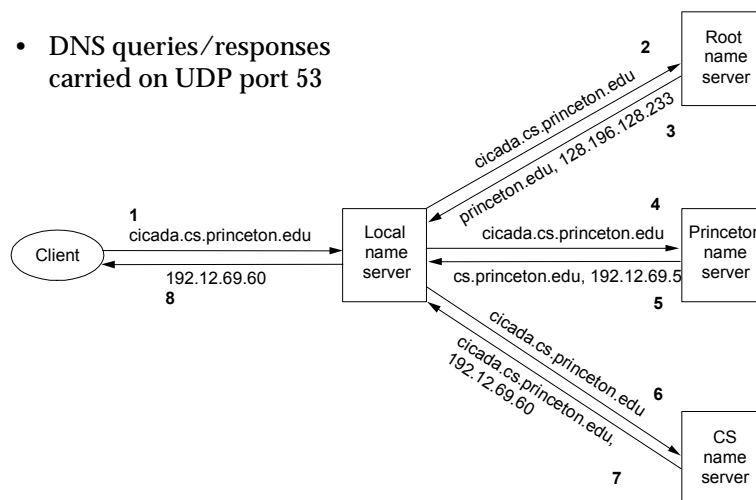 • DNS queries/responses
carried on UDP port 53
2
Root
name
server
cicada.cs.princeton.edu
princeton.edu, 128.196.128.233
3
1
cicada.cs.princeton.edu
Client
192.12.69.60
8
Local
name
server
4
cicada.cs.princeton.edu
cs.princeton.edu, 192.12.69.5
5
Princeton
name
server
cicada.cs.princeton.edu
6
cicada.cs.princeton.edu,
192.12.69.60
7
CS
name
server